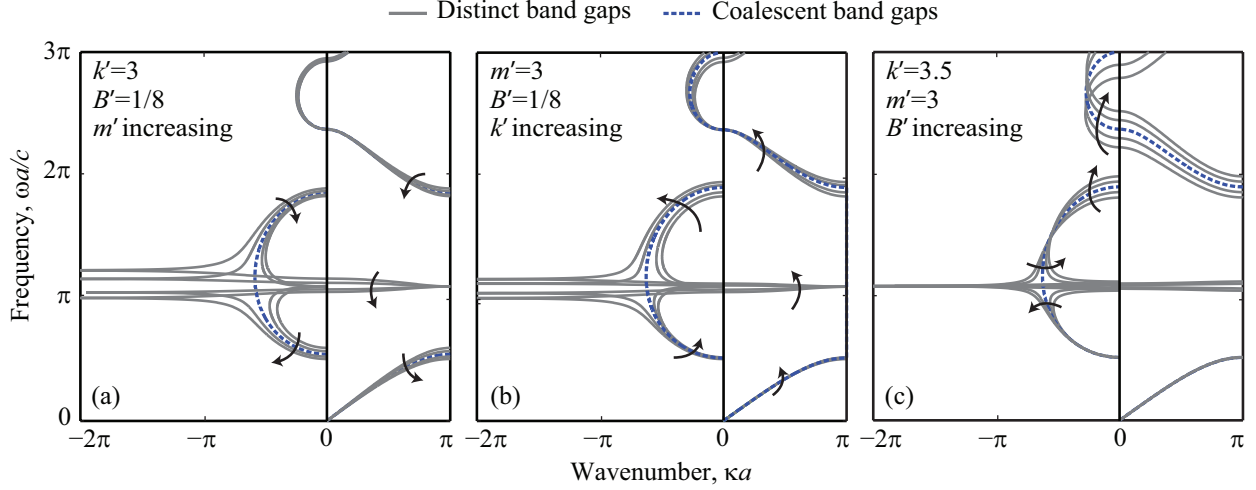 Distinct band gaps
Coalescent band gaps
Frequency, ωa/c
3π
2π
π
0
k′=3
B′=1/8
m′ increasing
(a)
−2π
−π
0
π
m′=3
B′=1/8
k′ increasing
(b)
−2π
−π
0
π
k′=3.5
m′=3
B′ increasing
(c)
−2π
−π
0
π
Wavenumber, κa